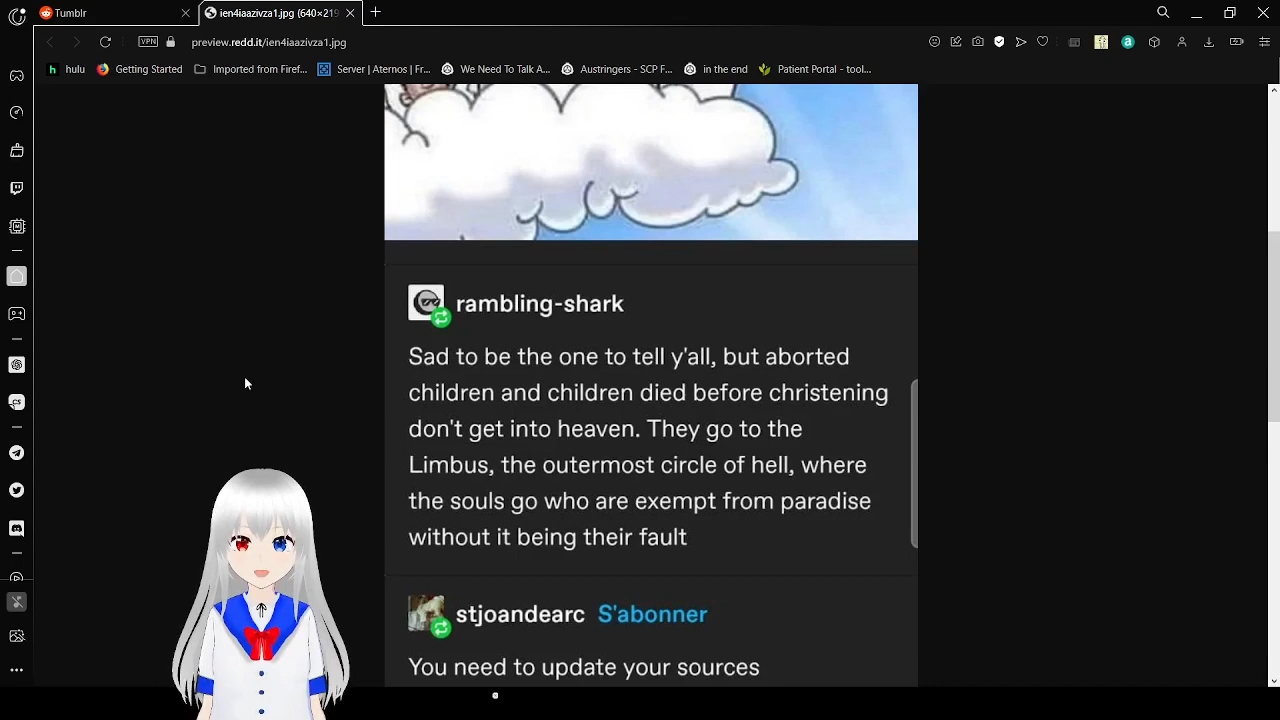 Tumblr
ien4iaazivza1.jpg (640×219
VPN
preview.redd.it/ien4iaazivza1.jpg
hulu
Getting Started
Imported from Firef...
Server | Aternos | Fr...
We Need To Talk A...
Austringers - SCP F...
in the end
Patient Portal - tool...
rambling-shark
Sad to be the one to tell y'all, but aborted
children and children died before christening
don't get into heaven. They go to the
Limbus, the outermost circle of hell, where
the souls go who are exempt from paradise
without it being their fault
stjoandearc S'abonner
You need to update your sources